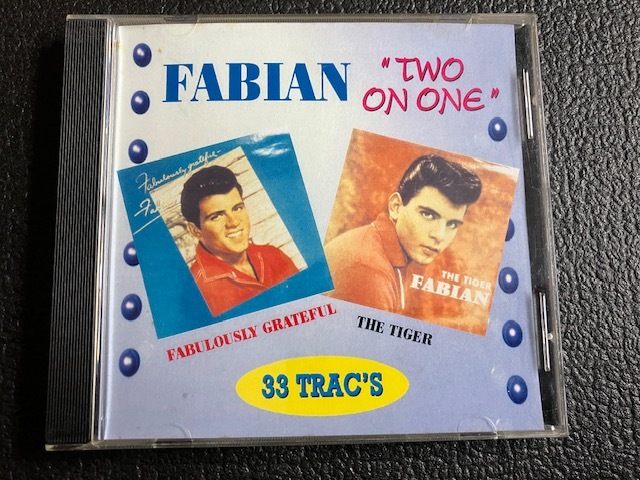 FABIAN
"TWO
ON ONE"
Fabulously grateful -
THE TIGER
FABIAN
FABULOUSLY GRATEFUL
THE TIGER
33 TRAC'S